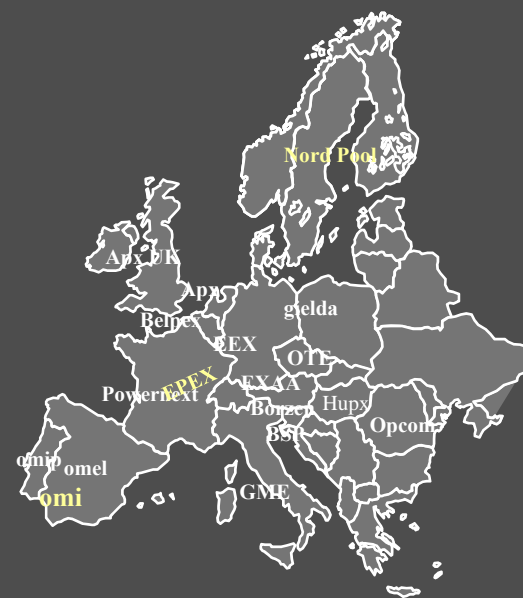 Nord Pool
Apx UK
Apx
gielda
Belpex
EEX
OTE
EPEX
EXAA
Powernext
Hupx
Borzen
Opcom
BSP
omip
omel
GME
omi